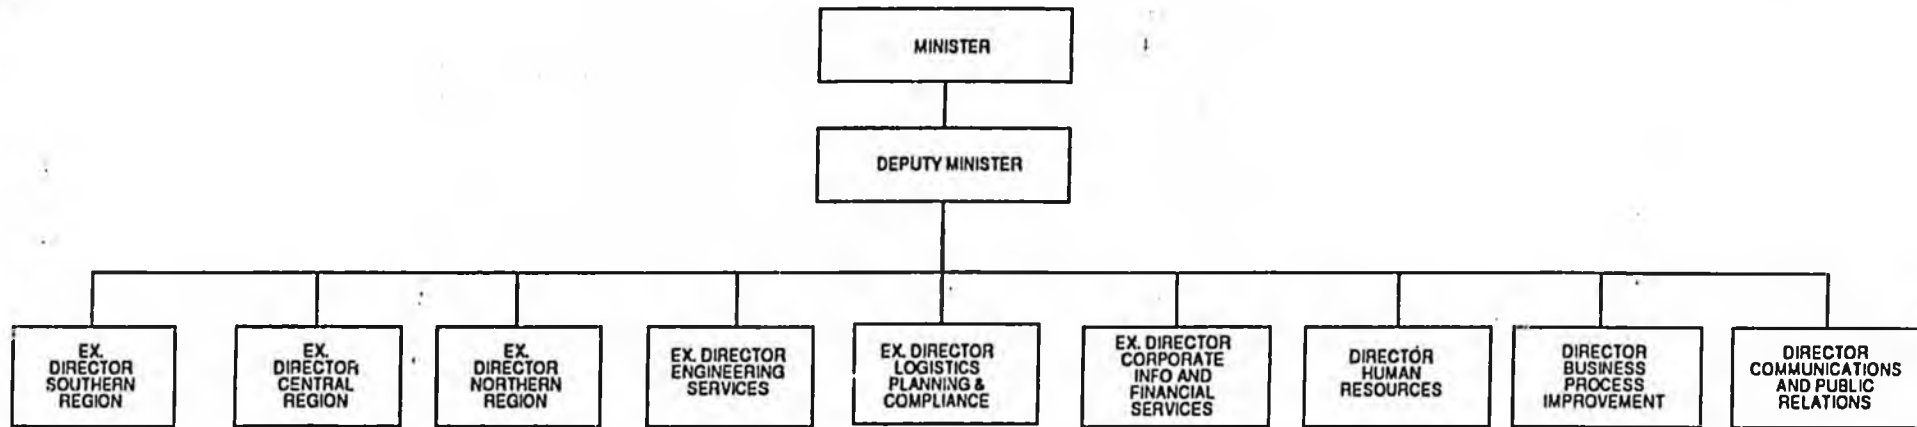 MINISTER
DEPUTY MINISTER
EX.
DIRECTOR
SOUTHERN
REGION
EX.
DIRECTOR
CENTRAL
REGION
EX.
DIRECTOR
NORTHERN
REGION
EX. DIRECTOR
ENGINEERING
SERVICES
EX. DIRECTOR
LOGISTICS
PLANNING &
COMPLIANCE
EX. DIRECTOR
CORPORATE
INFO AND
FINANCIAL
SERVICES
DIRECTOR
HUMAN
RESOURCES
DIRECTOR
BUSINESS
PROCESS
IMPROVEMENT
DIRECTOR
COMMUNICATIONS
AND PUBLIC
RELATIONS